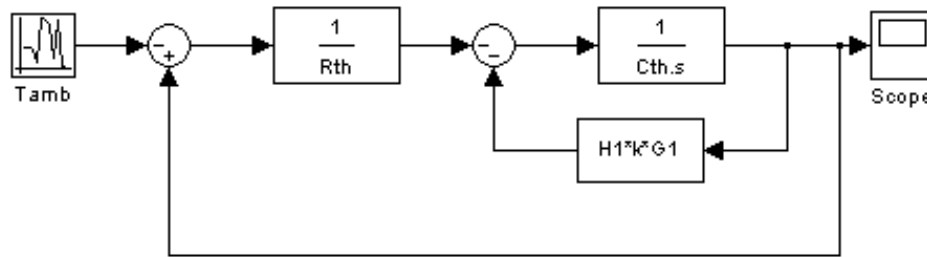 Tamb
−
+
1
Rth
−
−
1
Cth.s
H1*k*G1
Scope